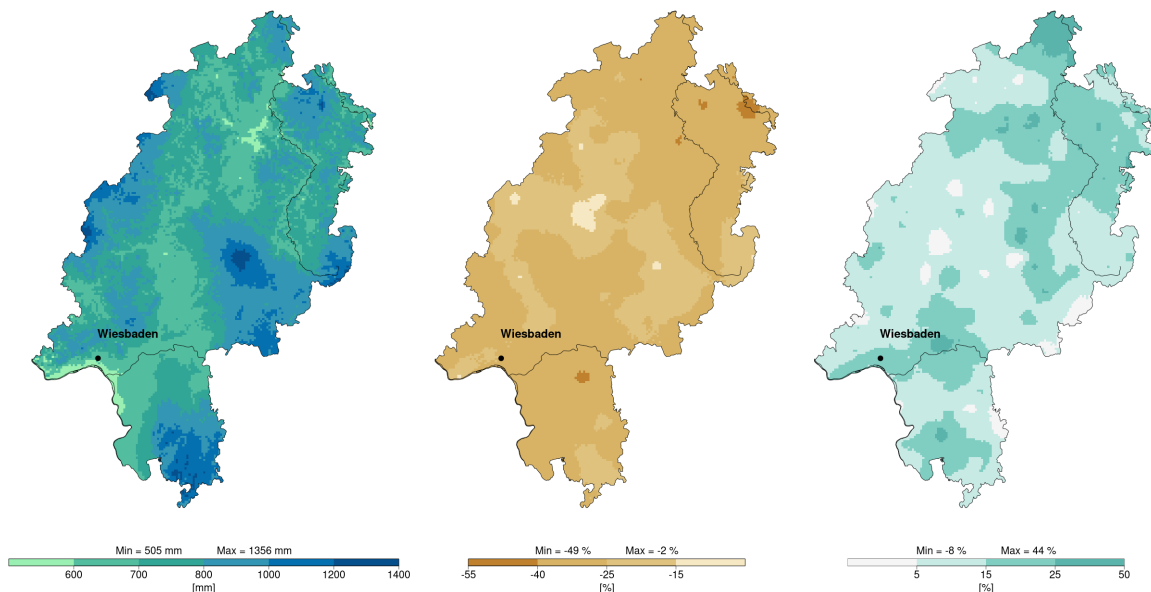 Wiesbaden
Min = 505 mm Max = 1356 mm
600 700 800 1000 1200 1400
[mm]
Wiesbaden
Min = -49 % Max = -2 %
-55 -40 -25 -15
[%]
Wiesbaden
Min = -8 % Max = 44 %
5 15 25 50
[%]